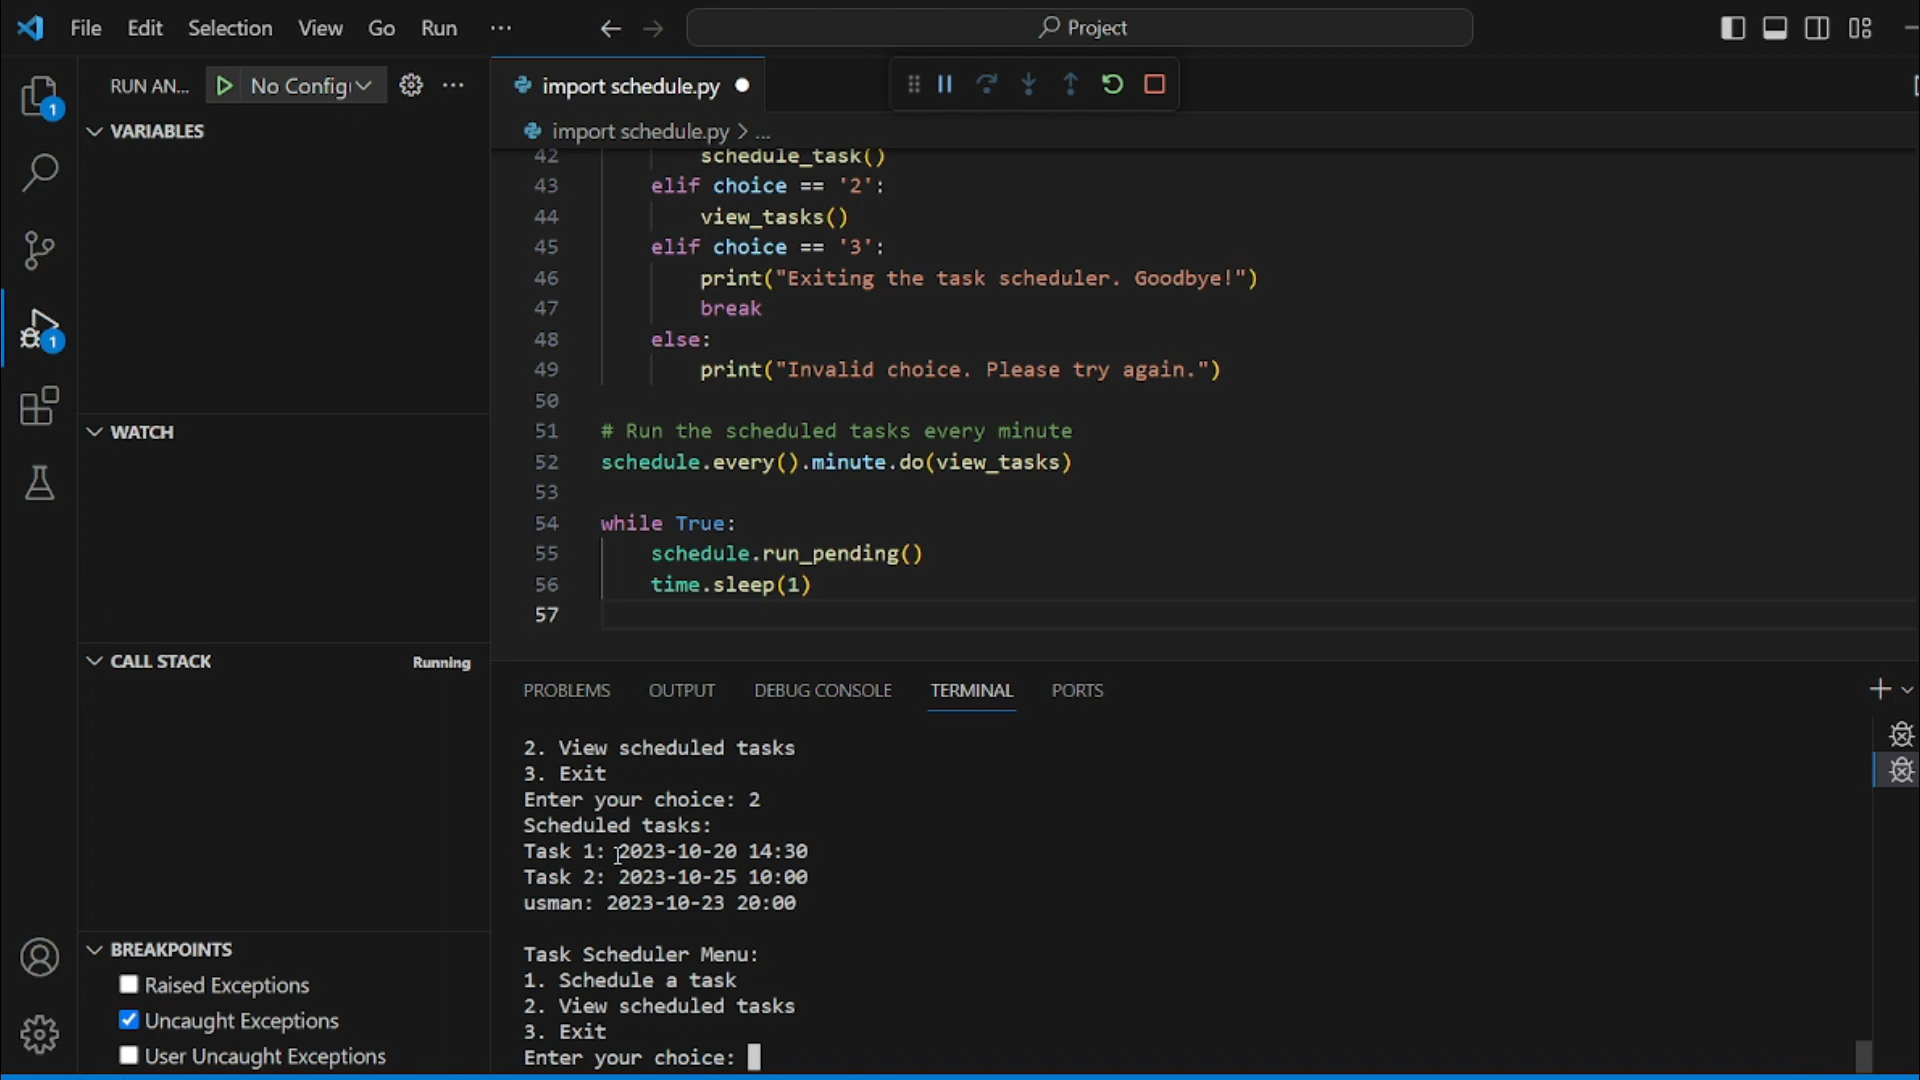 File Edit Selection View Go Run ...
Project
RUN AN... No Config
import schedule.py
VARIABLES
import schedule.py > ...
42 schedule_task()
43 elif choice == '2':
44 view_tasks()
45 elif choice == '3':
46 print("Exiting the task scheduler. Goodbye!")
47 break
48 else:
49 print("Invalid choice. Please try again.")
50
51 # Run the scheduled tasks every minute
52 schedule.every().minute.do(view_tasks)
53
54 while True:
55 schedule.run_pending()
56 time.sleep(1)
57
1
1
WATCH
CALL STACK Running
BREAKPOINTS
Raised Exceptions
Uncaught Exceptions
User Uncaught Exceptions
PROBLEMS OUTPUT DEBUG CONSOLE TERMINAL PORTS
2. View scheduled tasks
3. Exit
Enter your choice: 2
Scheduled tasks:
Task 1: 2023-10-20 14:30
Task 2: 2023-10-25 10:00
usman: 2023-10-23 20:00
Task Scheduler Menu:
1. Schedule a task
2. View scheduled tasks
3. Exit
Enter your choice: